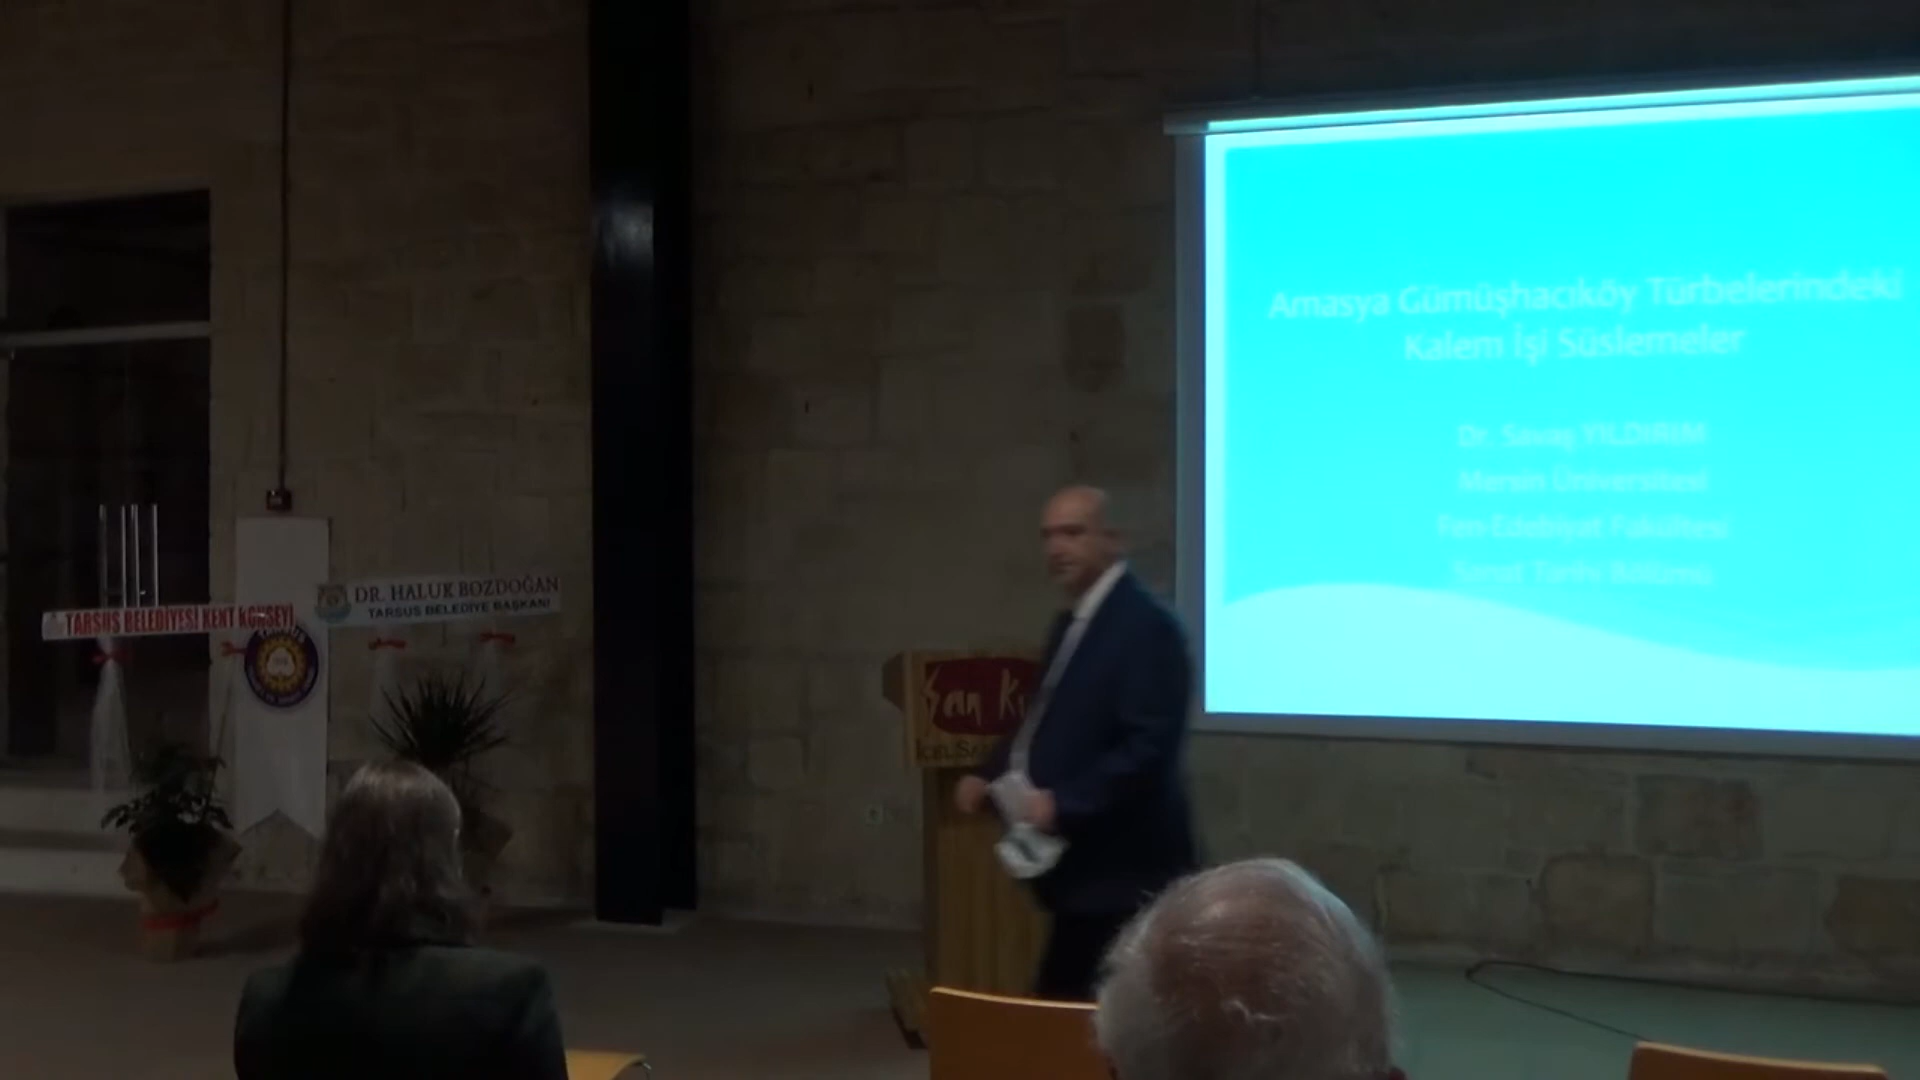 Amasya Gümüşhacıköy Türbelerindeki
Kalem İşi Süslemeler
Dr. Savaş YILDIRIM
Mersin Üniversitesi
Fen-Edebiyat Fakültesi
Sanat Tarihi Bölümü
DR. HALUK BOZDOĞAN
TARSUS BELEDİYE BAŞKANI
TARSUS BELEDİYESİ KENT KONSEYİ